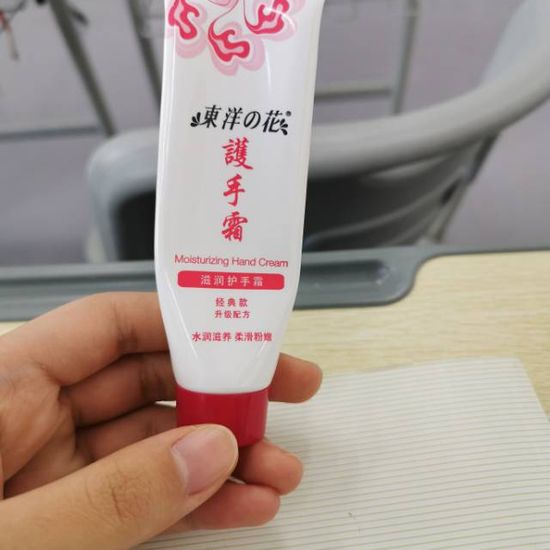 東洋の花®
護手霜
Moisturizing Hand Cream
滋润护手霜
经典款
升级配方
水润滋养 柔滑粉嫩